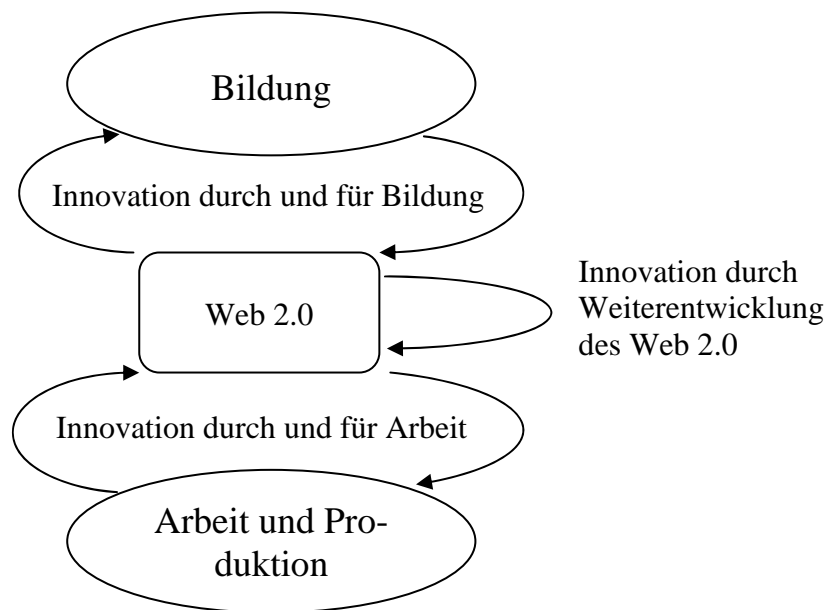 Bildung
Innovation durch und für Bildung
Web 2.0
Innovation durch
Weiterentwicklung
des Web 2.0
Innovation durch und für Arbeit
Arbeit und Pro-
duktion